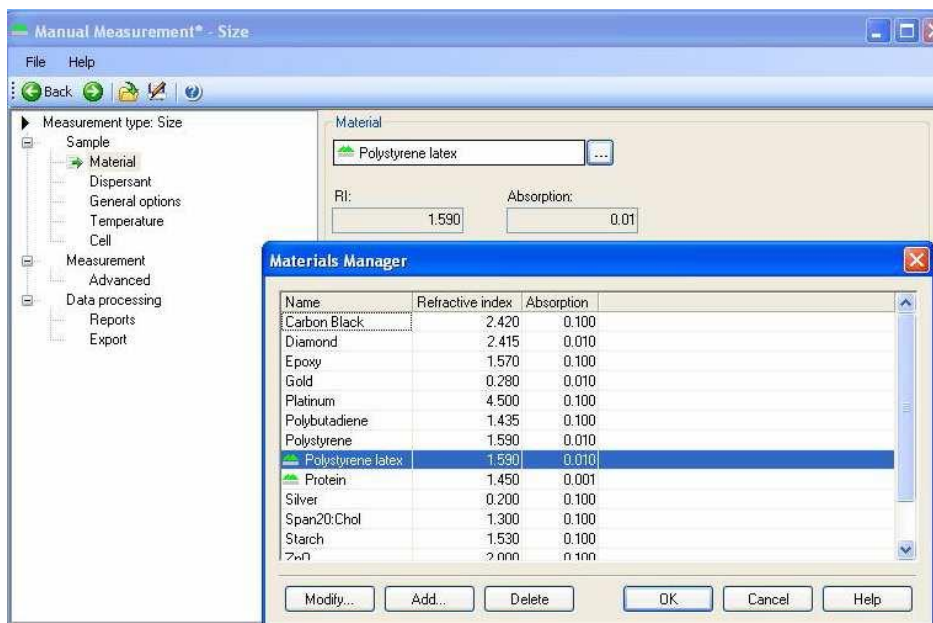 Manual Measurement* - Size
File Help
Back
Measurement type: Size
Sample
Material
Dispersant
General options
Temperature
Cell
Measurement
Advanced
Data processing
Reports
Export
Material
Polystyrene latex ...
RI: Absorption:
1.590 0.01
Materials Manager
Name Refractive index Absorption
Carbon Black 2.420 0.100
Diamond 2.415 0.010
Epoxy 1.570 0.100
Gold 0.280 0.010
Platinum 4.500 0.100
Polybutadiene 1.435 0.100
Polystyrene 1.590 0.010
Polystyrene latex 1.590 0.010
Protein 1.450 0.001
Silver 0.200 0.100
Span20:Chol 1.300 0.100
Starch 1.530 0.100
ZnO 2.000 0.100
Modify... Add... Delete OK Cancel Help